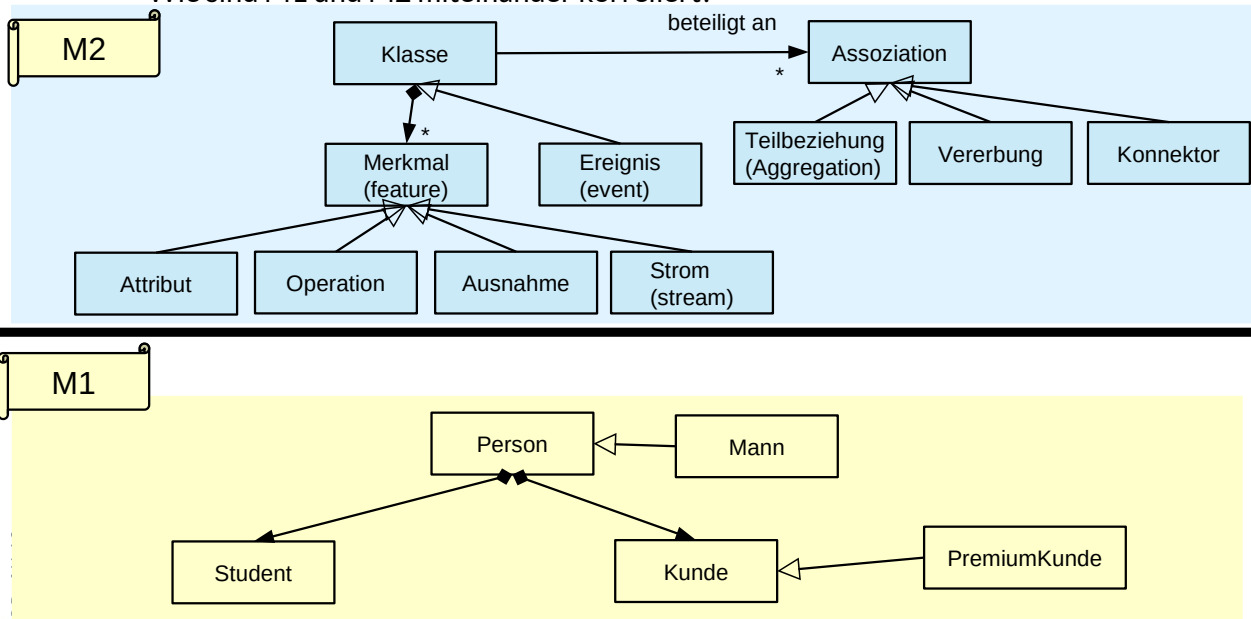 M2
Klasse
beteiligt an
*
Assoziation
*
Merkmal
(feature)
Ereignis
(event)
Teilbeziehung
(Aggregation)
Vererbung
Konnektor
Attribut
Operation
Ausnahme
Strom
(stream)
M1
Person
Mann
Student
Kunde
PremiumKunde